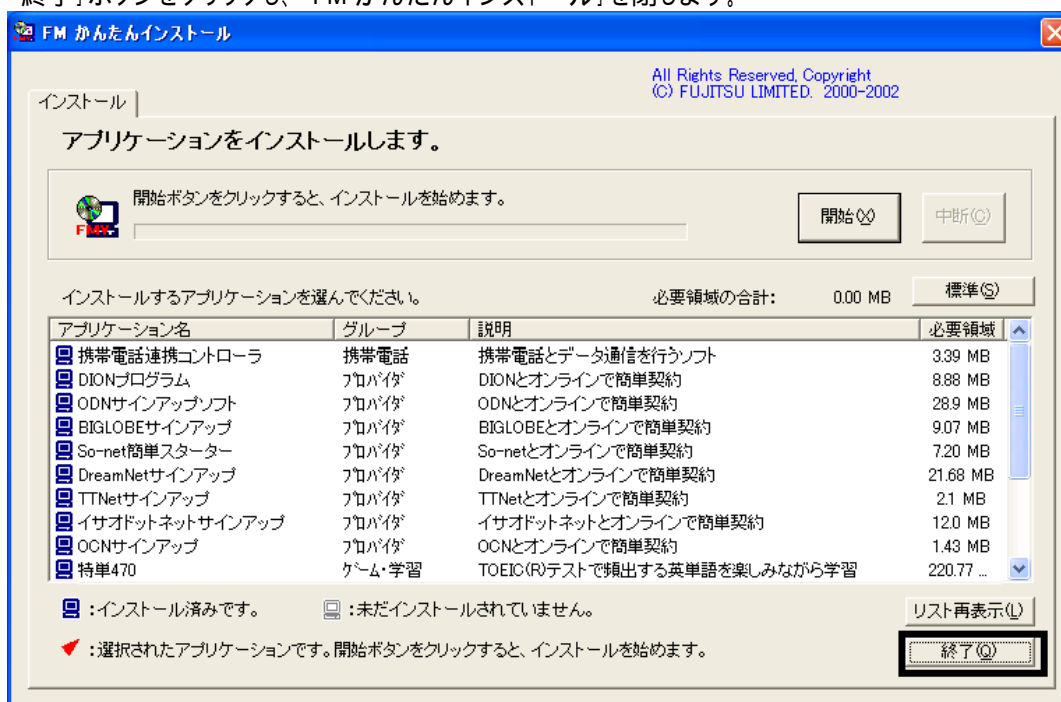 終了」ボタンをクリックし、「FM かんたんインストール」を閉じます。
FM かんたんインストール
All Rights Reserved, Copyright
(C) FUJITSU LIMITED. 2000-2002
インストール
アプリケーションをインストールします。
開始ボタンをクリックすると、インストールを始めます。
FMV
開始(X) 中断(C)
インストールするアプリケーションを選んでください。 必要領域の合計: 0.00 MB 標準(S)
アプリケーション名 グループ 説明 必要領域
携帯電話連携コントローラ 携帯電話 携帯電話とデータ通信を行うソフト 3.39 MB
DIONプログラム プロバイダ DIONとオンラインで簡単契約 8.88 MB
ODNサインアップソフト プロバイダ ODNとオンラインで簡単契約 28.9 MB
BIGLOBEサインアップ プロバイダ BIGLOBEとオンラインで簡単契約 9.07 MB
So-net簡単スターター プロバイダ So-netとオンラインで簡単契約 7.20 MB
DreamNetサインアップ プロバイダ DreamNetとオンラインで簡単契約 21.68 MB
TTNetサインアップ プロバイダ TTNetとオンラインで簡単契約 2.1 MB
イサオドットネットサインアップ プロバイダ イサオドットネットとオンラインで簡単契約 12.0 MB
OCNサインアップ プロバイダ OCNとオンラインで簡単契約 1.43 MB
特単470 ゲーム・学習 TOEIC(R)テストで頻出する英単語を楽しみながら学習 220.77 ...
:インストール済みです。 :未だインストールされていません。 リスト再表示(L)
:選択されたアプリケーションです。開始ボタンをクリックすると、インストールを始めます。 終了(Q)